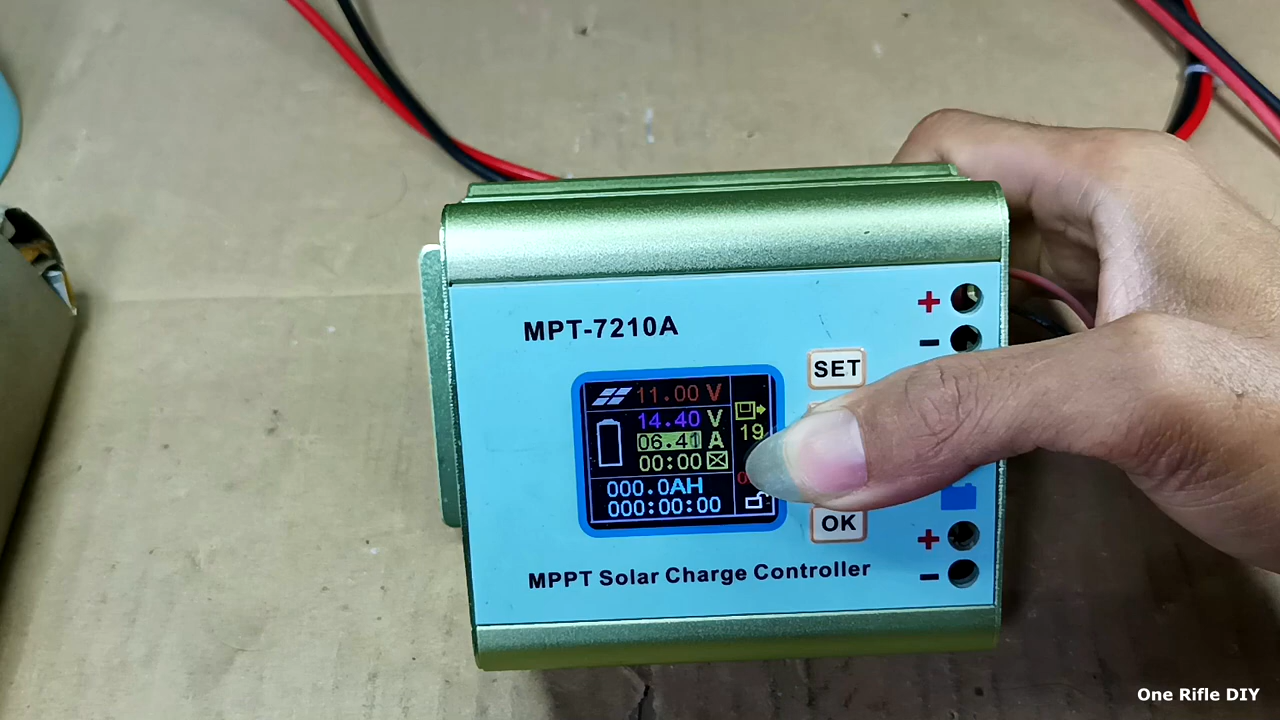 MPT-7210A
SET
11.00 V
14.40 V
06.41 A
00:00
19
000.0AH
000:00:00
OK
MPPT Solar Charge Controller
+
−
+
−
One Rifle DIY